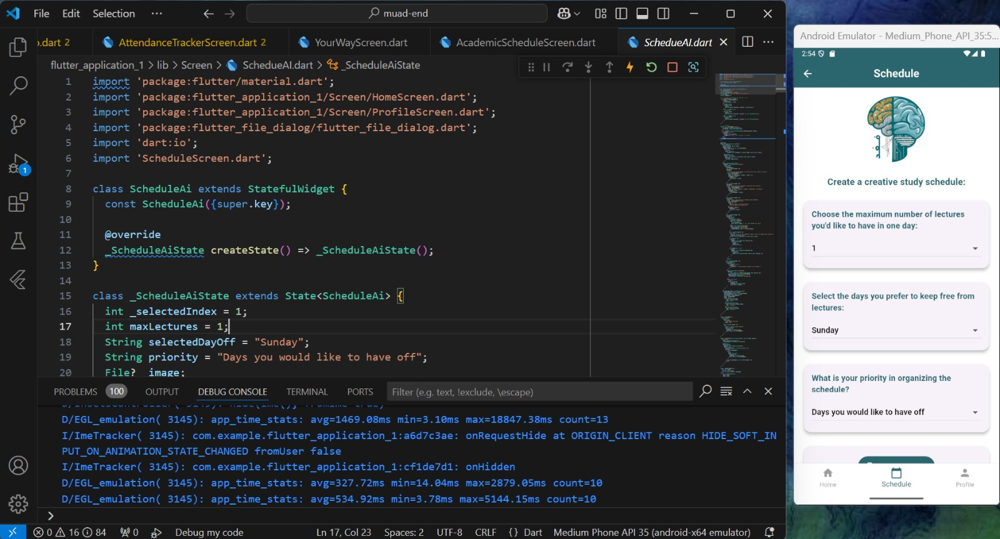 File Edit Selection ··· muad-end
o.dart 2 AttendanceTrackerScreen.dart 2 YourWayScreen.dart AcademicScheduleScreen.dart SchedueAI.dart
flutter_application_1 > lib > Screen > SchedueAI.dart > _ScheduleAiState
1 import 'package:flutter/material.dart';
2 import 'package:flutter_application_1/Screen/HomeScreen.dart';
3 import 'package:flutter_application_1/Screen/ProfileScreen.dart';
4 import 'package:flutter_file_dialog/flutter_file_dialog.dart';
5 import 'dart:io';
6 import 'ScheduleScreen.dart';
7
8 class ScheduleAi extends StatefulWidget {
9 const ScheduleAi({super.key});
10
11 @override
12 _ScheduleAiState createState() => _ScheduleAiState();
13 }
14
15 class _ScheduleAiState extends State<ScheduleAi> {
16 int _selectedIndex = 1;
17 int maxLectures = 1;
18 String selectedDayOff = "Sunday";
19 String priority = "Days you would like to have off";
20 File? _image;
1
PROBLEMS 100 OUTPUT DEBUG CONSOLE TERMINAL PORTS Filter (e.g. text, !exclude, \escape)
D/InsetsController( 3145): hide(ime(), fromIme=true)
D/EGL_emulation( 3145): app_time_stats: avg=1469.08ms min=3.10ms max=18847.38ms count=13
I/ImeTracker( 3145): com.example.flutter_application_1:a6d7c3ae: onRequestHide at ORIGIN_CLIENT reason HIDE_SOFT_IN
PUT_ON_ANIMATION_STATE_CHANGED fromUser false
I/ImeTracker( 3145): com.example.flutter_application_1:cf1de7d1: onHidden
D/EGL_emulation( 3145): app_time_stats: avg=327.72ms min=14.04ms max=2879.05ms count=10
D/EGL_emulation( 3145): app_time_stats: avg=534.92ms min=3.78ms max=5144.15ms count=10
>
0 16 84 0 Debug my code Ln 17, Col 23 Spaces: 2 UTF-8 CRLF {} Dart Medium Phone API 35 (android-x64 emulator)
Android Emulator - Medium_Phone_API_35:5...
2:54
Schedule
Create a creative study schedule:
Choose the maximum number of lectures
you'd like to have in one day:
1
Select the days you prefer to keep free from
lectures:
Sunday
What is your priority in organizing the
schedule?
Days you would like to have off
Home Schedule Profile